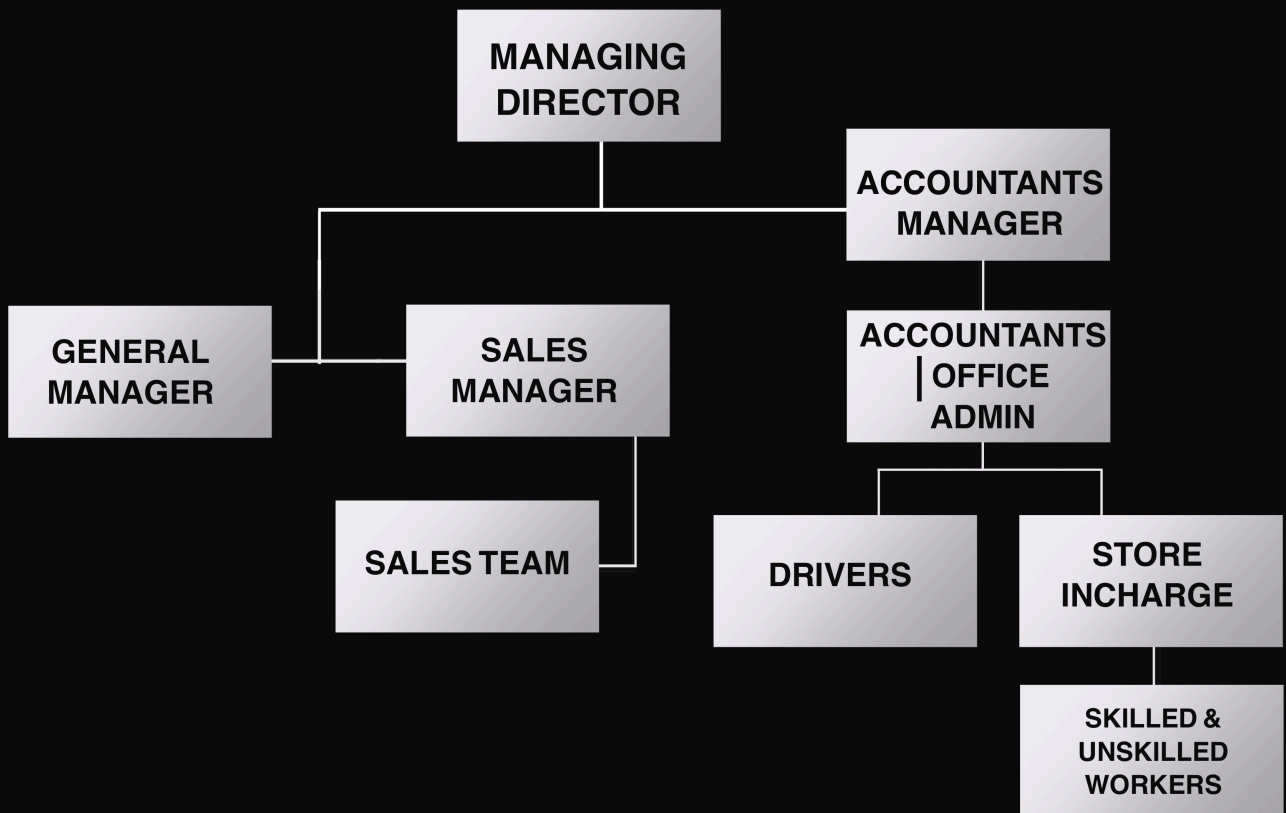 MANAGING
DIRECTOR
ACCOUNTANTS
MANAGER
GENERAL
MANAGER
SALES
MANAGER
ACCOUNTANTS
| OFFICE
ADMIN
SALES TEAM
DRIVERS
STORE
INCHARGE
SKILLED &
UNSKILLED
WORKERS